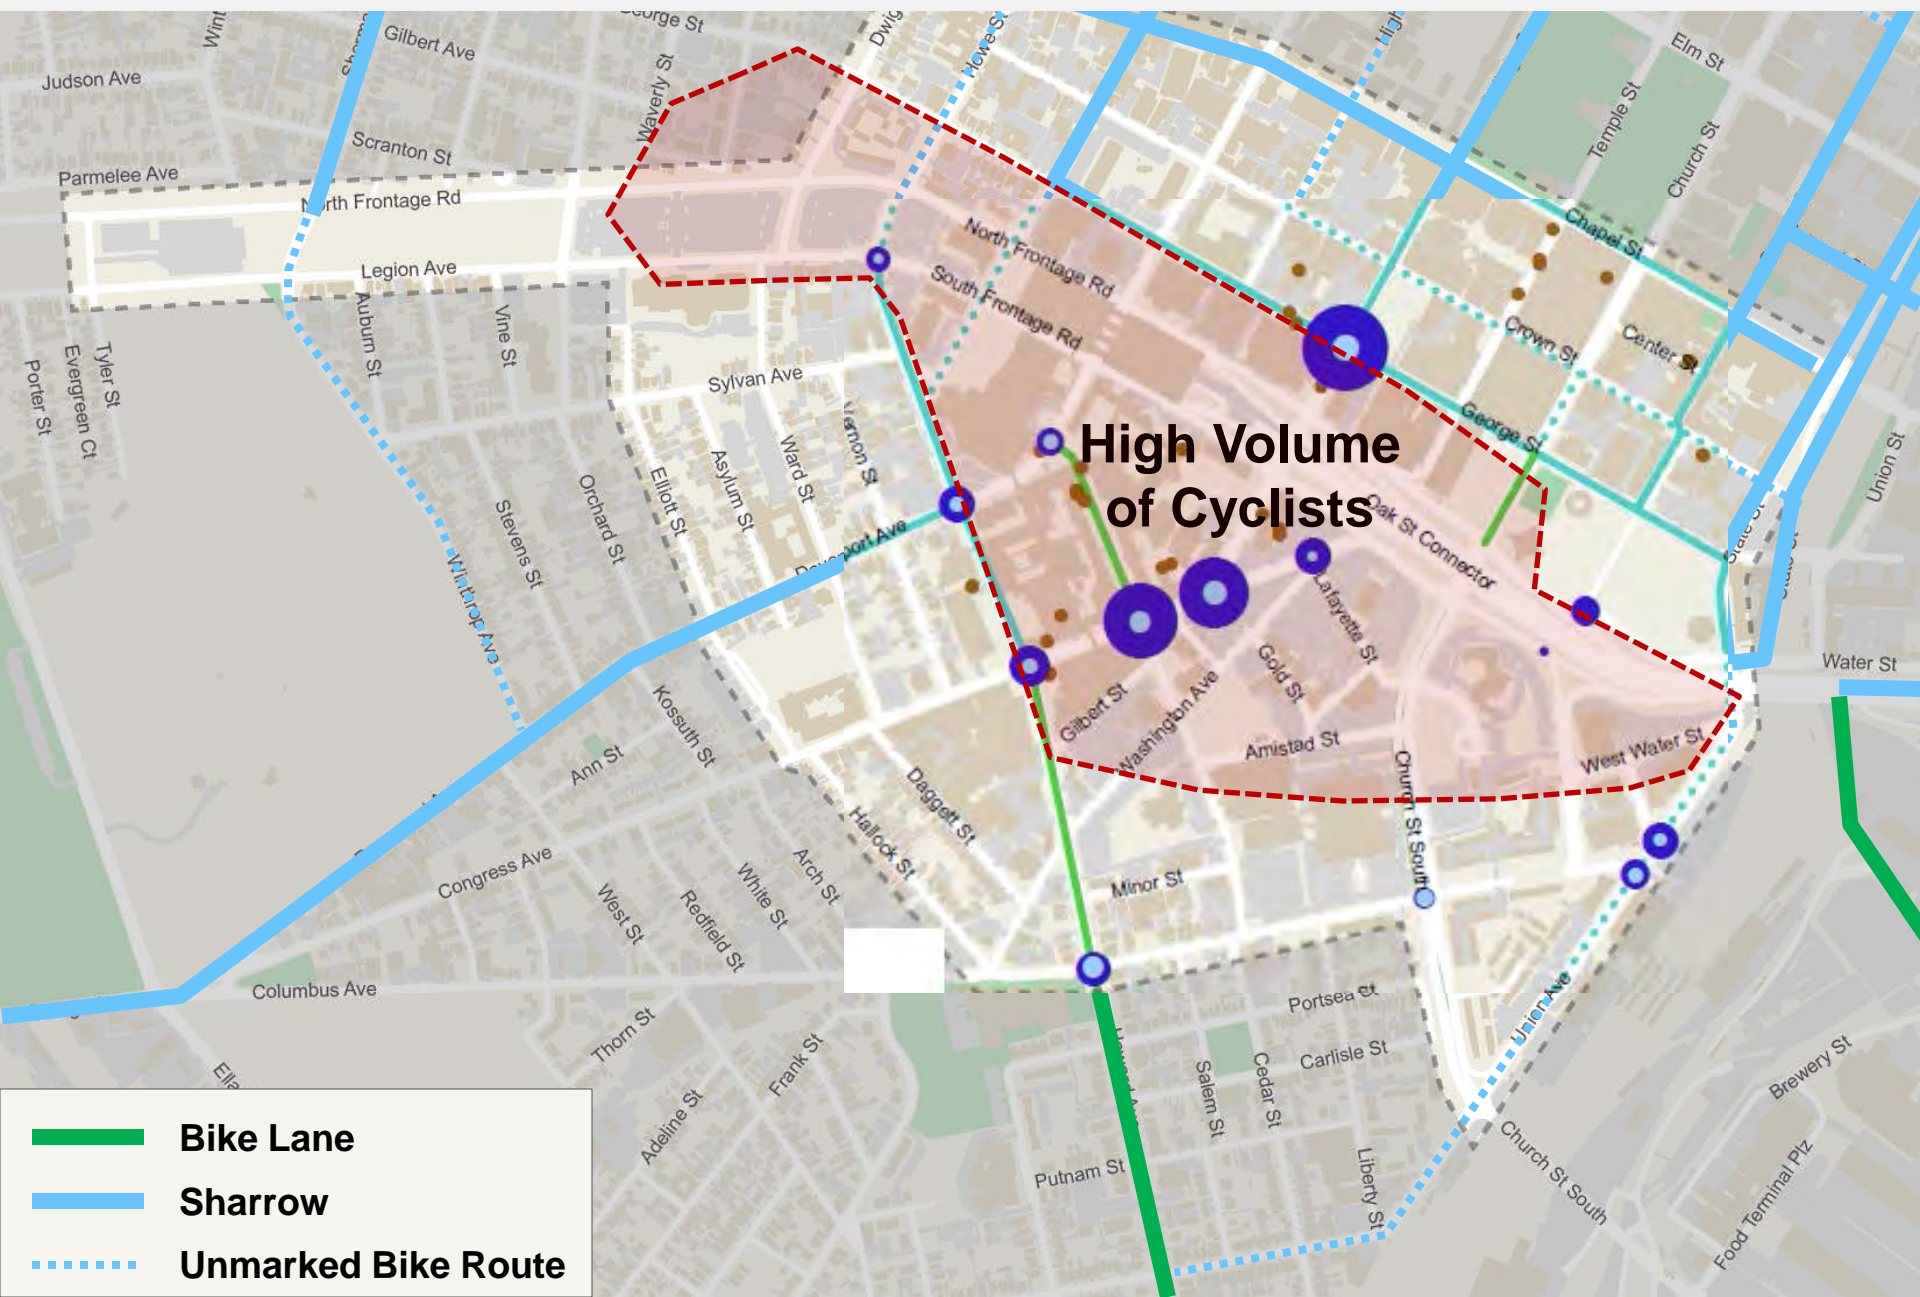 George St
Gilbert Ave
Judson Ave
Waverly St
Howe St
Elm St
Temple St
Church St
Scranton St
Parmelee Ave
North Frontage Rd
Legion Ave
Chapel St
North Frontage Rd
South Frontage Rd
Crown St
Center St
Auburn St
Vine St
Tyler St
Evergreen Ct
Porter St
Sylvan Ave
George St
Union St
High Volume
of Cyclists
Ward St
Asylum St
Elliott St
Orchard St
Stevens St
Winthrop Ave
Oak St Connector
State St
Lafayette St
Gold St
Gilbert St
Washington Ave
Amistad St
West Water St
Water St
Kossuth St
Ann St
Daggett St
Hallock St
Church St South
Minor St
Congress Ave
Arch St
White St
Redfield St
West St
Columbus Ave
Thorn St
Frank St
Adeline St
Portsea St
Carlisle St
Salem St
Cedar St
Putnam St
Liberty St
Union Ave
Church St South
Brewery St
Food Terminal Plz
Bike Lane
Sharrow
Unmarked Bike Route